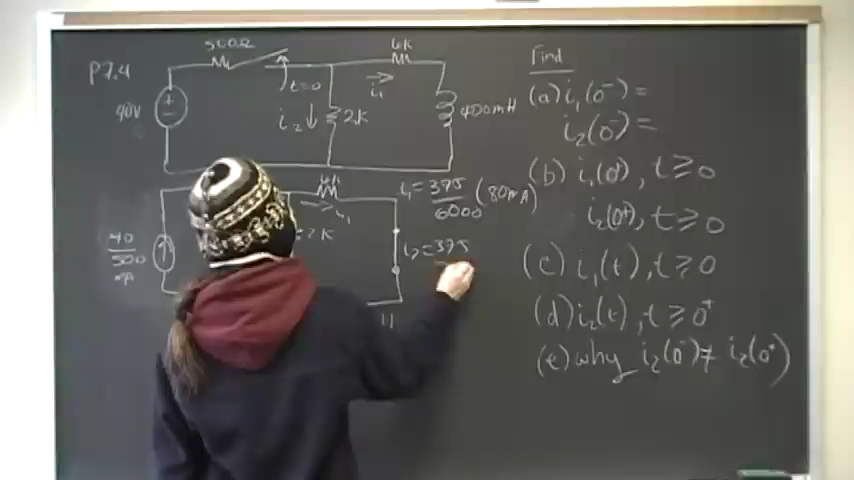 P7.4
500Ω
6K
t=0
i₁
40V
i₂ ↓
2K
400mH
6K
i₁
i₁ = 375/6000 (80mA)
40/500 mA
2K
i₂ = 375
Find
(a) i₁(0⁻) =
i₂(0⁻) =
(b) i₁(0⁺), t ≥ 0
i₂(0⁺), t ≥ 0
(c) i₁(t), t ≥ 0
(d) i₂(t), t ≥ 0⁺
(e) why i₂(0⁻) ≠ i₂(0⁺)